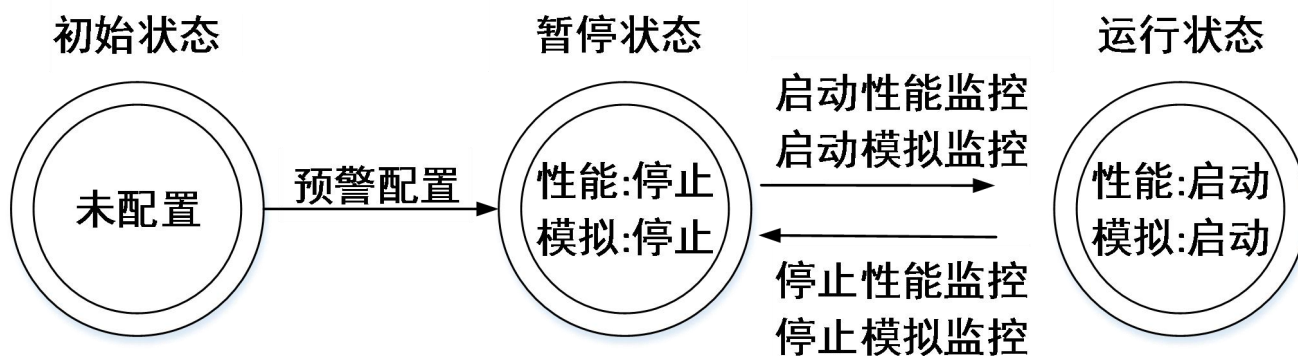 初始状态
暂停状态
运行状态
启动性能监控
启动模拟监控
未配置
预警配置
性能:停止
模拟:停止
性能:启动
模拟:启动
停止性能监控
停止模拟监控